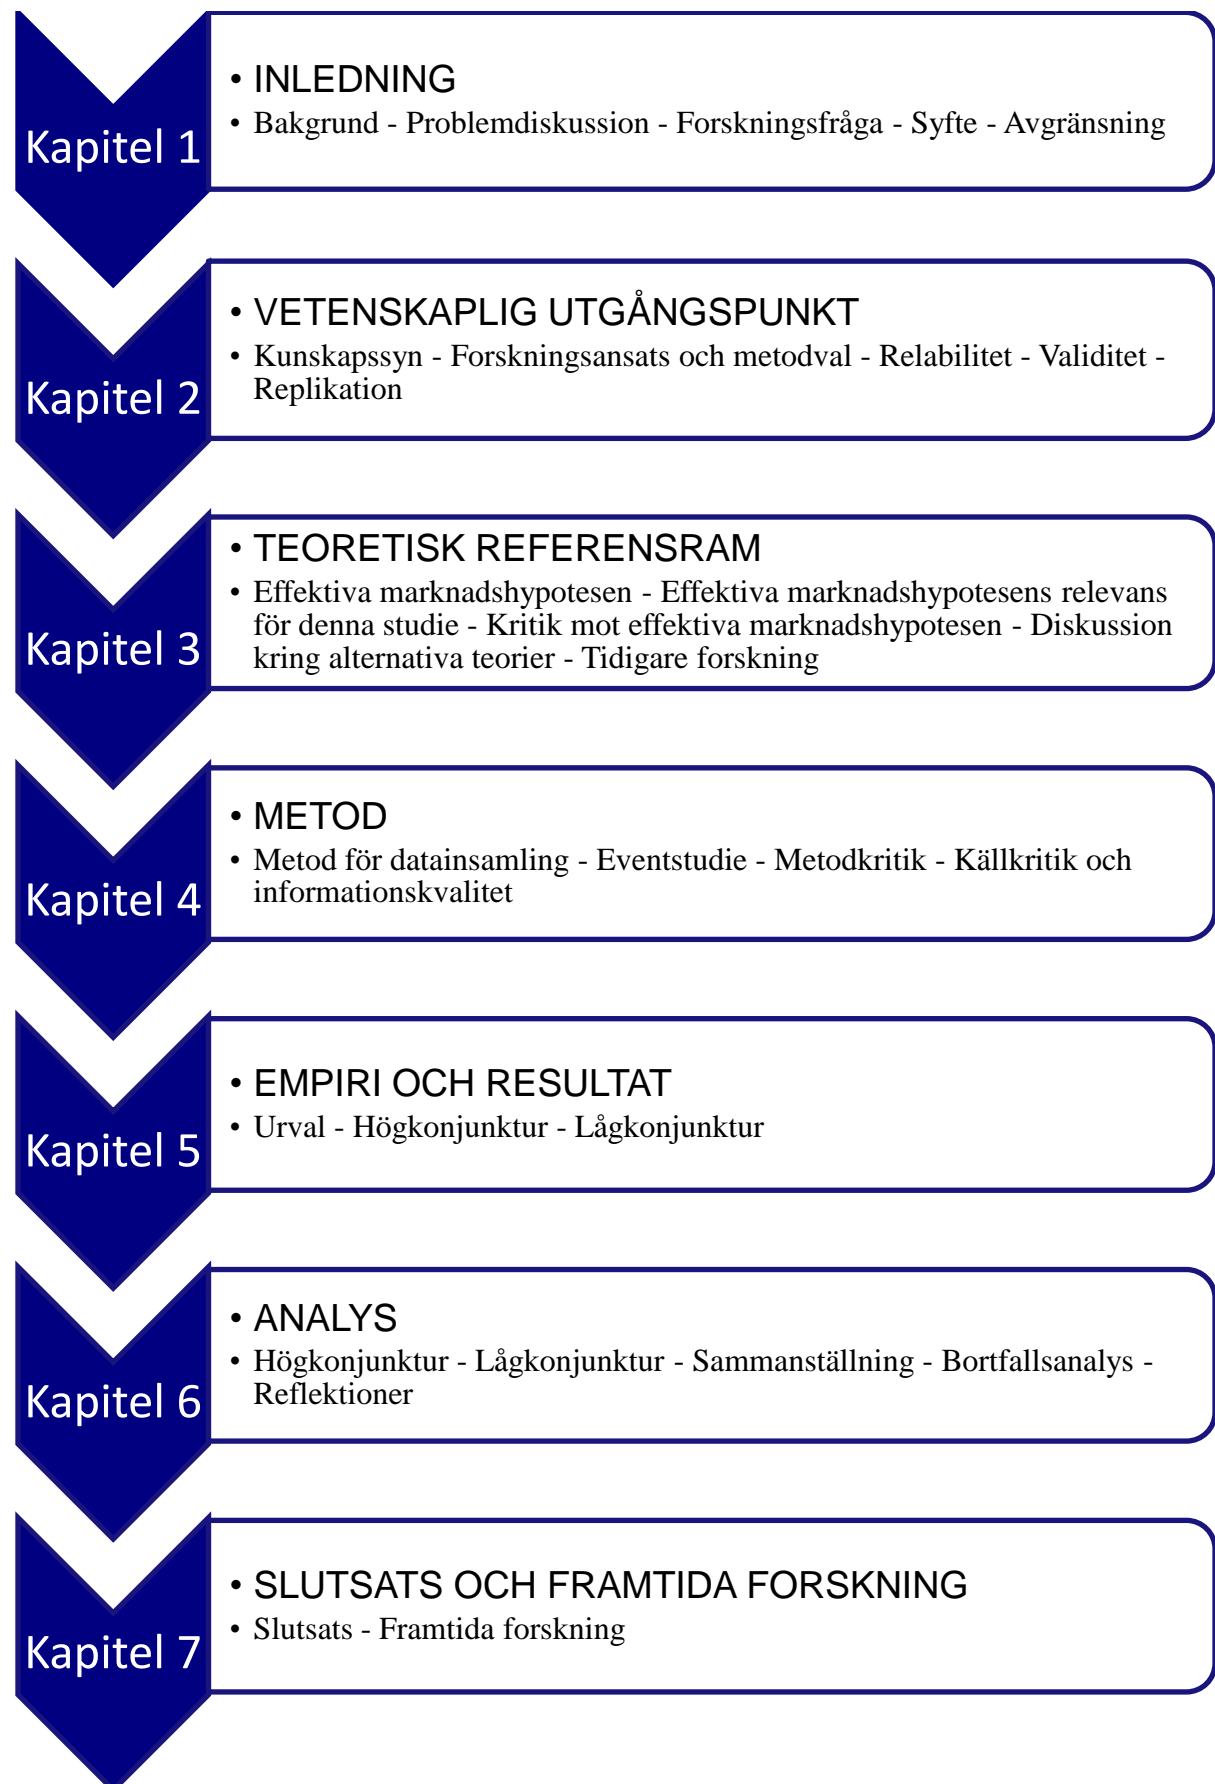 Kapitel 1
• INLEDNING
• Bakgrund - Problemdiskussion - Forskningsfråga - Syfte - Avgränsning
Kapitel 2
• VETENSKAPLIG UTGÅNGSPUNKT
• Kunskapssyn - Forskningsansats och metodval - Relabilitet - Validitet -
Replikation
Kapitel 3
• TEORETISK REFERENSRAM
• Effektiva marknadshypotesen - Effektiva marknadshypotesens relevans
för denna studie - Kritik mot effektiva marknadshypotesen - Diskussion
kring alternativa teorier - Tidigare forskning
Kapitel 4
• METOD
• Metod för datainsamling - Eventstudie - Metodkritik - Källkritik och
informationskvalitet
Kapitel 5
• EMPIRI OCH RESULTAT
• Urval - Högkonjunktur - Lågkonjunktur
Kapitel 6
• ANALYS
• Högkonjunktur - Lågkonjunktur - Sammanställning - Bortfallsanalys -
Reflektioner
Kapitel 7
• SLUTSATS OCH FRAMTIDA FORSKNING
• Slutsats - Framtida forskning